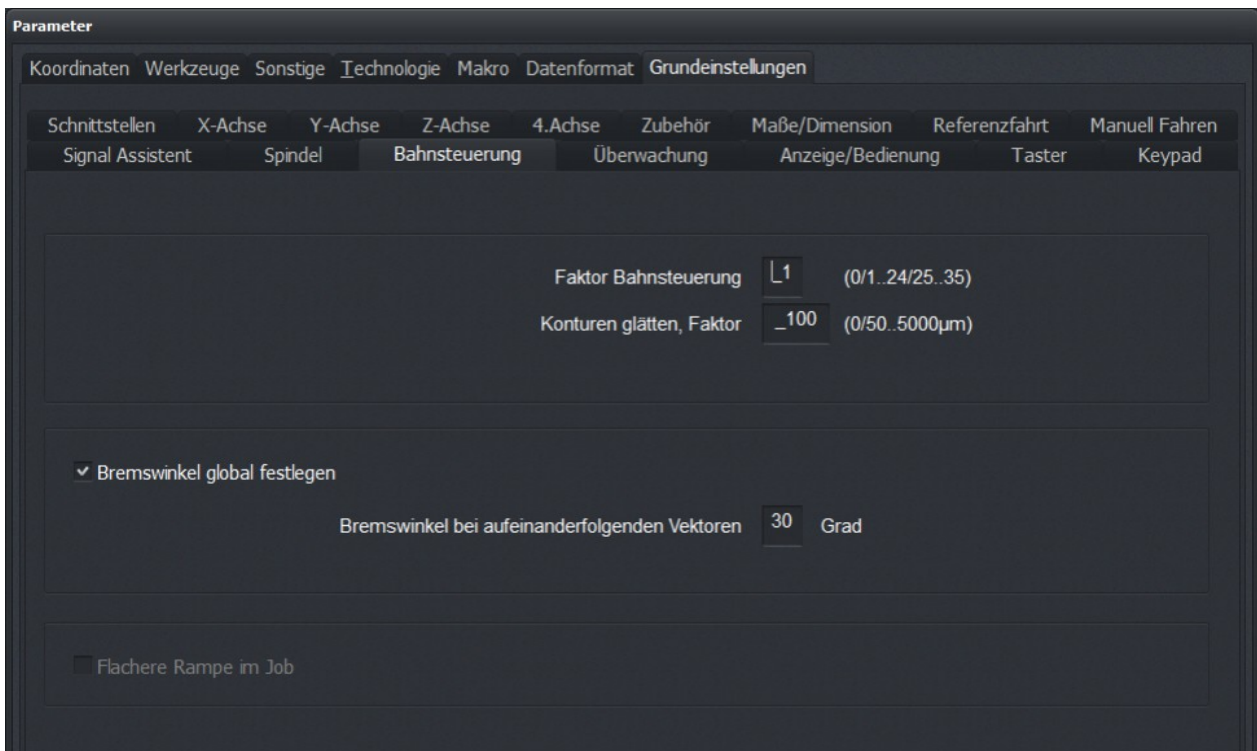 Parameter
Koordinaten Werkzeuge Sonstige Technologie Makro Datenformat Grundeinstellungen
Schnittstellen X-Achse Y-Achse Z-Achse 4.Achse Zubehör Maße/Dimension Referenzfahrt Manuell Fahren
Signal Assistent Spindel Bahnsteuerung Überwachung Anzeige/Bedienung Taster Keypad
Faktor Bahnsteuerung _1 (0/1..24/25..35)
Konturen glätten, Faktor _100 (0/50..5000µm)
Bremswinkel global festlegen
Bremswinkel bei aufeinanderfolgenden Vektoren 30 Grad
Flachere Rampe im Job